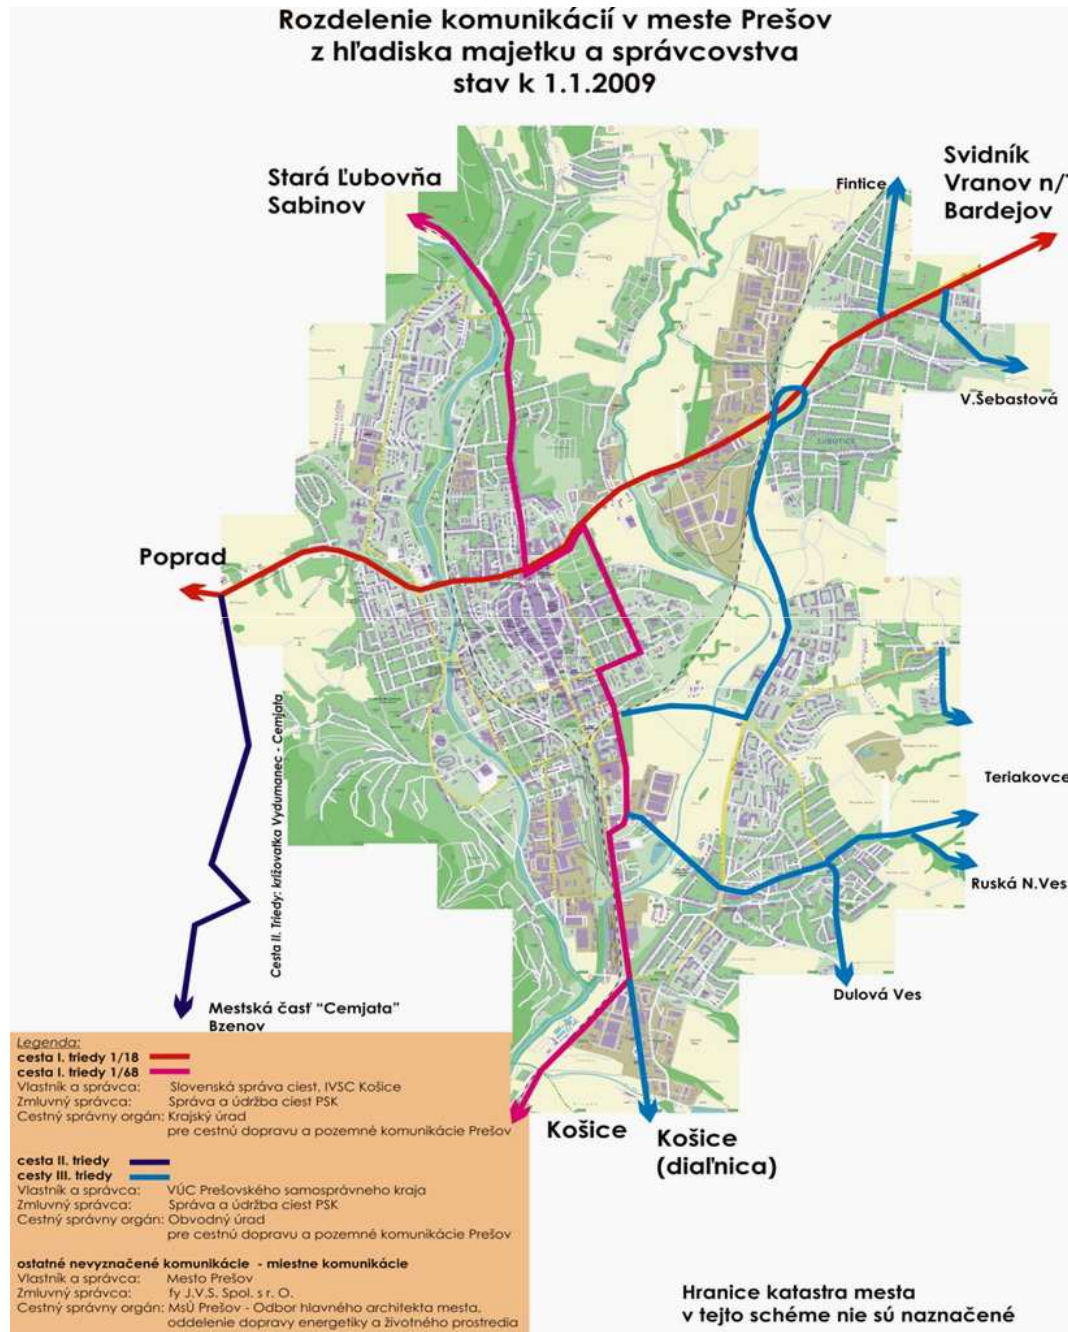 Rozdelenie komunikácií v meste Prešov
z hľadiska majetku a správcovstva
stav k 1.1.2009
Stará Ľubovňa
Sabinov
Fintice
Svidník
Vranov n/
Bardejov
V.Šebastová
Poprad
Cesta II. Triedy: križovatka Vydumanec - Cemjata
Teriakovce
Ruská N.Ves
Dulová Ves
Mestská časť "Cemjata"
Bzenov
Košice
Košice
(diaľnica)
Legenda:
cesta I. triedy 1/18
cesta I. triedy 1/68
Vlastník a správca: Slovenská správa ciest, IVSC Košice
Zmluvný správca: Správa a údržba ciest PSK
Cestný správny orgán: Krajský úrad
pre cestnú dopravu a pozemné komunikácie Prešov
cesta II. triedy
cesty III. triedy
Vlastník a správca: VÚC Prešovského samosprávneho kraja
Zmluvný správca: Správa a údržba ciest PSK
Cestný správny orgán: Obvodný úrad
pre cestnú dopravu a pozemné komunikácie Prešov
ostatné nevyznačené komunikácie - miestne komunikácie
Vlastník a správca: Mesto Prešov
Zmluvný správca: fy J.V.S. Spol. s r. O.
Cestný správny orgán: MsÚ Prešov - Odbor hlavného architekta mesta,
oddelenie dopravy energetiky a životného prostredia
Hranice katastra mesta
v tejto schéme nie sú naznačené